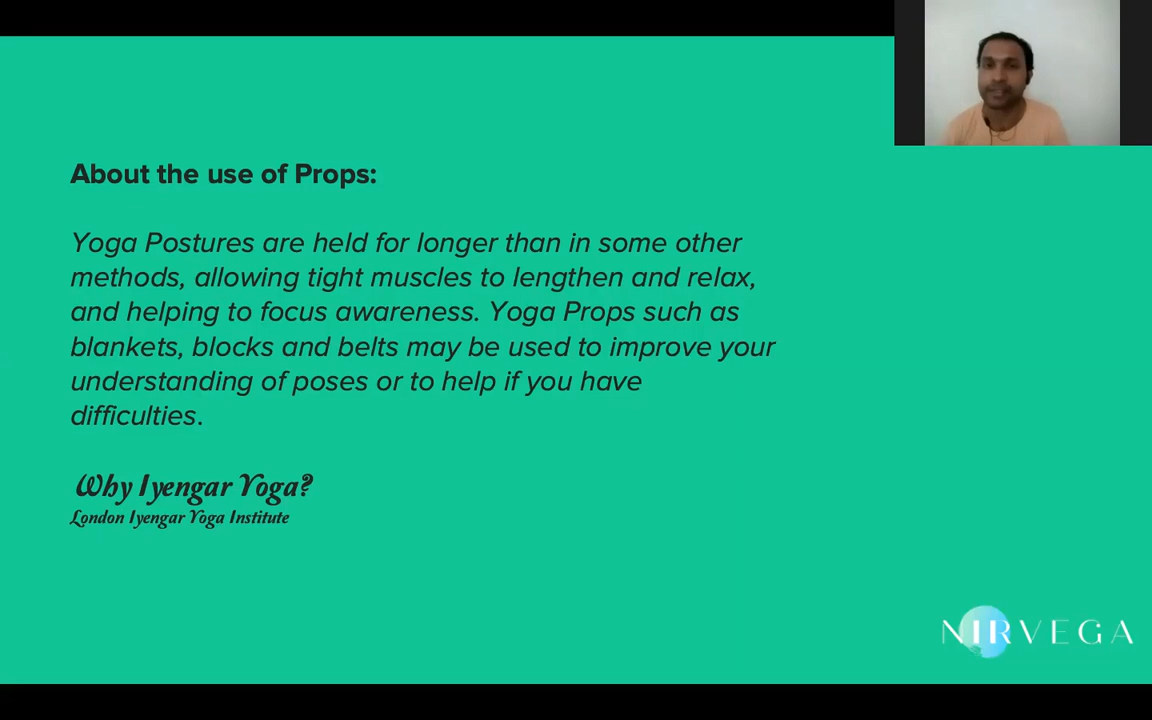 About the use of Props:
Yoga Postures are held for longer than in some other
methods, allowing tight muscles to lengthen and relax,
and helping to focus awareness. Yoga Props such as
blankets, blocks and belts may be used to improve your
understanding of poses or to help if you have
difficulties.
Why Iyengar Yoga?
London Iyengar Yoga Institute
NIRVEGA